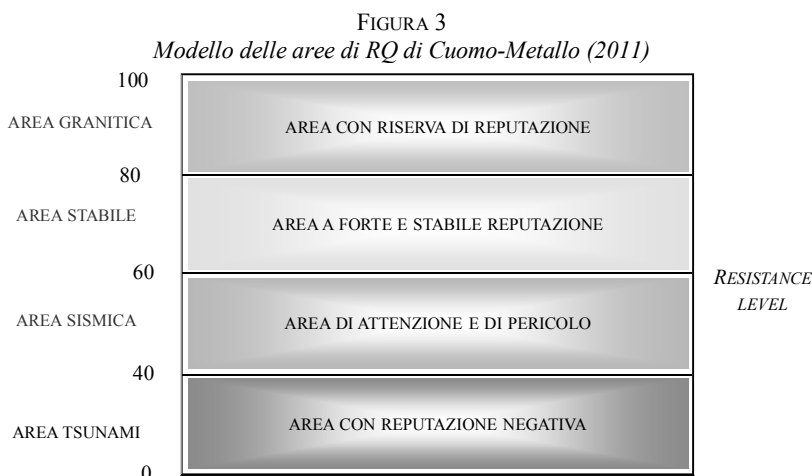 FIGURA 3
Modello delle aree di RQ di Cuomo-Metallo (2011)
100
AREA GRANITICA
AREA CON RISERVA DI REPUTAZIONE
80
AREA STABILE
AREA A FORTE E STABILE REPUTAZIONE
60
RESISTANCE
LEVEL
AREA SISMICA
AREA DI ATTENZIONE E DI PERICOLO
40
AREA TSUNAMI
AREA CON REPUTAZIONE NEGATIVA
0